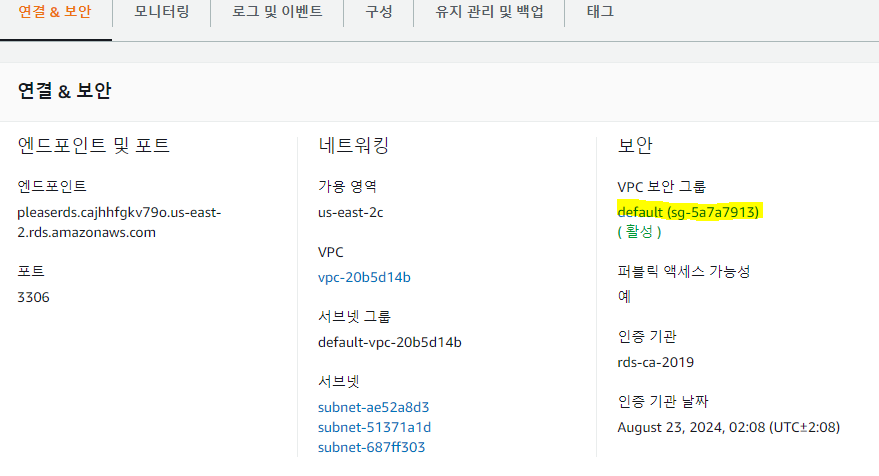 연결 & 보안
모니터링
로그 및 이벤트
구성
유지 관리 및 백업
태그
연결 & 보안
엔드포인트 및 포트
엔드포인트
pleaserds.cajhhfgkv79o.us-east-
2.rds.amazonaws.com
포트
3306
네트워킹
가용 영역
us-east-2c
VPC
vpc-20b5d14b
서브넷 그룹
default-vpc-20b5d14b
서브넷
subnet-ae52a8d3
subnet-51371a1d
subnet-687ff303
보안
VPC 보안 그룹
default (sg-5a7a7913)
( 활성 )
퍼블릭 액세스 가능성
예
인증 기관
rds-ca-2019
인증 기관 날짜
August 23, 2024, 02:08 (UTC±2:08)